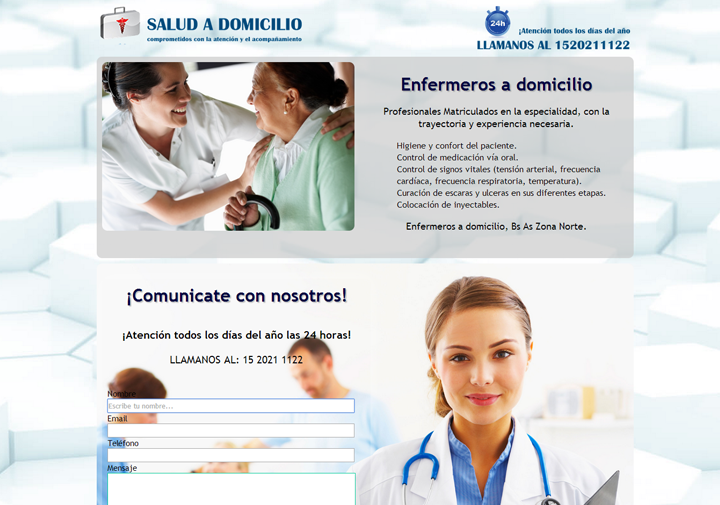 SALUD A DOMICILIO
comprometidos con la atención y el acompañamiento
24h
¡Atención todos los días del año
LLAMANOS AL 1520211122
Enfermeros a domicilio
Profesionales Matriculados en la especialidad, con la
trayectoria y experiencia necesaria.
Higiene y confort del paciente.
Control de medicación vía oral.
Control de signos vitales (tensión arterial, frecuencia
cardíaca, frecuencia respiratoria, temperatura).
Curación de escaras y ulceras en sus diferentes etapas.
Colocación de Inyectables.
Enfermeros a domicilio, Bs As Zona Norte.
¡Comunicate con nosotros!
¡Atención todos los días del año las 24 horas!
LLAMANOS AL: 15 2021 1122
Nombre
Escribe tu nombre...
Email
Teléfono
Mensaje